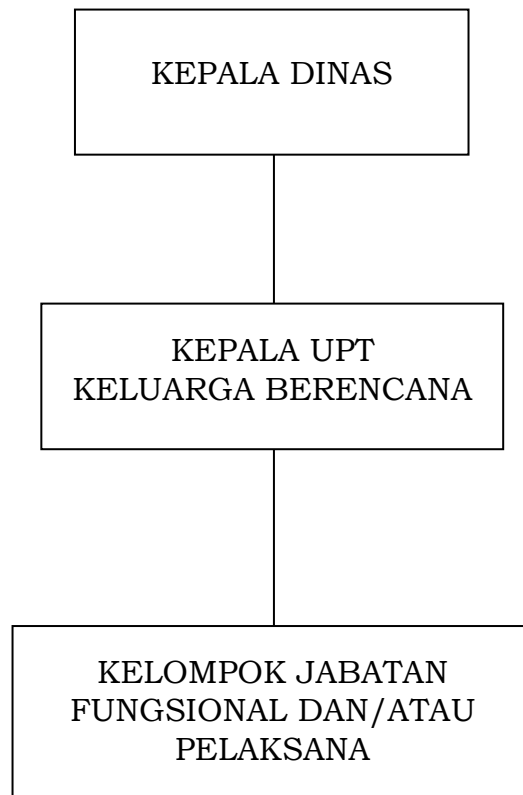 KEPALA DINAS
KEPALA UPT
KELUARGA BERENCANA
KELOMPOK JABATAN
FUNGSIONAL DAN/ATAU
PELAKSANA